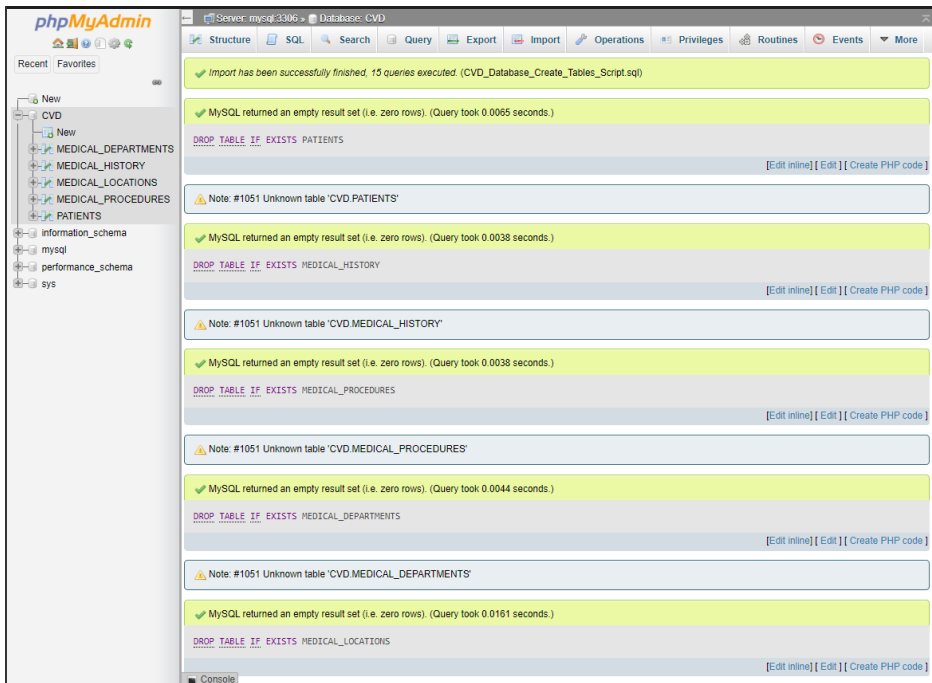 phpMyAdmin
Recent Favorites
New
CVD
New
MEDICAL_DEPARTMENTS
MEDICAL_HISTORY
MEDICAL_LOCATIONS
MEDICAL_PROCEDURES
PATIENTS
information_schema
mysql
performance_schema
sys
Server: mysql:3306 » Database: CVD
Structure SQL Search Query Export Import Operations Privileges Routines Events More
Import has been successfully finished, 15 queries executed. (CVD_Database_Create_Tables_Script.sql)
MySQL returned an empty result set (i.e. zero rows). (Query took 0.0065 seconds.)
DROP TABLE IF EXISTS PATIENTS
[Edit inline] [ Edit ] [ Create PHP code ]
Note: #1051 Unknown table 'CVD.PATIENTS'
MySQL returned an empty result set (i.e. zero rows). (Query took 0.0038 seconds.)
DROP TABLE IF EXISTS MEDICAL_HISTORY
[Edit inline] [ Edit ] [ Create PHP code ]
Note: #1051 Unknown table 'CVD.MEDICAL_HISTORY'
MySQL returned an empty result set (i.e. zero rows). (Query took 0.0038 seconds.)
DROP TABLE IF EXISTS MEDICAL_PROCEDURES
[Edit inline] [ Edit ] [ Create PHP code ]
Note: #1051 Unknown table 'CVD.MEDICAL_PROCEDURES'
MySQL returned an empty result set (i.e. zero rows). (Query took 0.0044 seconds.)
DROP TABLE IF EXISTS MEDICAL_DEPARTMENTS
[Edit inline] [ Edit ] [ Create PHP code ]
Note: #1051 Unknown table 'CVD.MEDICAL_DEPARTMENTS'
MySQL returned an empty result set (i.e. zero rows). (Query took 0.0161 seconds.)
DROP TABLE IF EXISTS MEDICAL_LOCATIONS
[Edit inline] [ Edit ] [ Create PHP code ]
Console